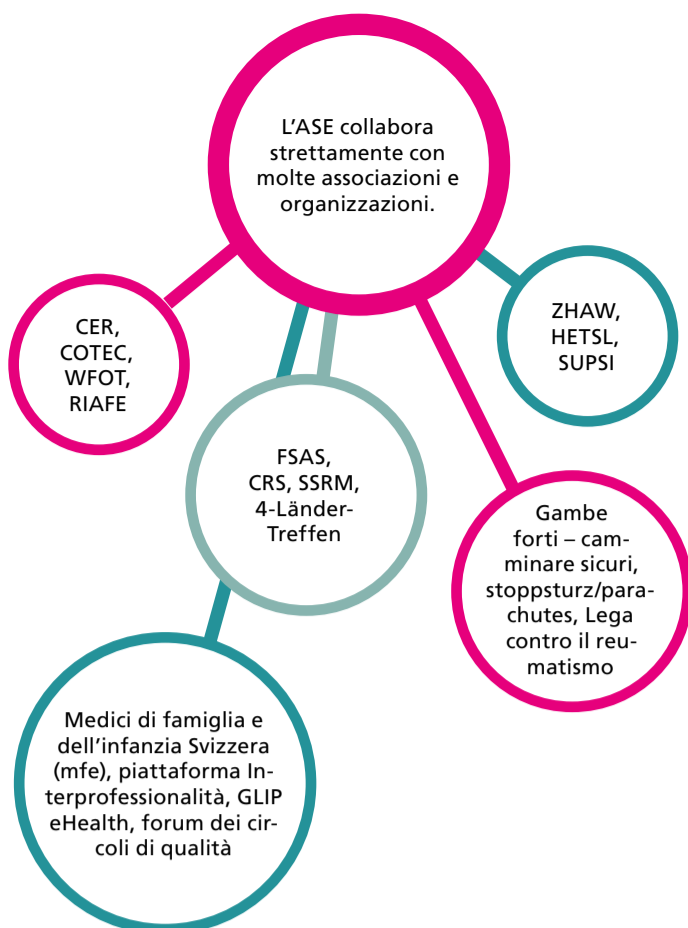 L’ASE collabora
strettamente con
molte associazioni e
organizzazioni.
CER,
COTEC,
WFOT,
RIAFE
ZHAW,
HETSL,
SUPSI
FSAS,
CRS, SSRM,
4-Länder-
Treffen
Gambe
forti – cam-
minare sicuri,
stoppsturz/para-
chutes, Lega
contro il reu-
matismo
Medici di famiglia e
dell’infanzia Svizzera
(mfe), piattaforma In-
terprofessionalità, GLIP
eHealth, forum dei cir-
coli di qualità